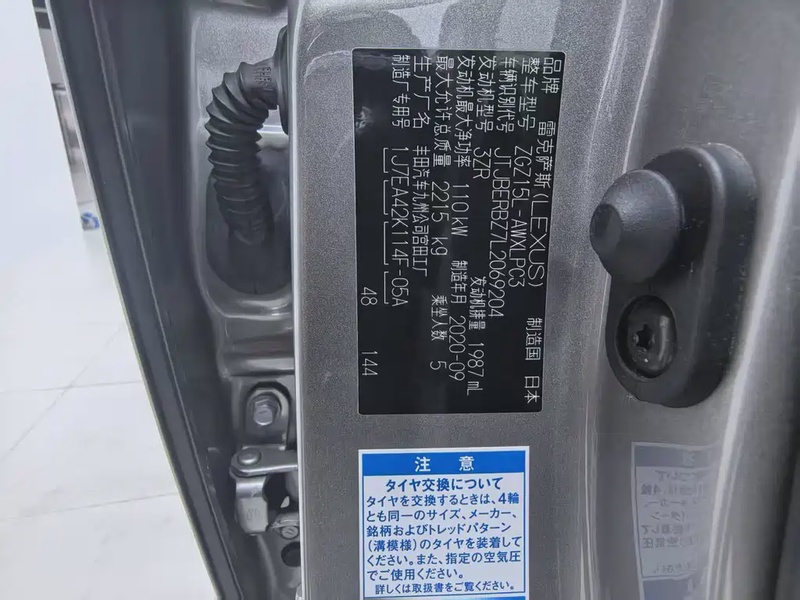 品牌 雷克萨斯(LEXUS) 制造国 日本
整车型号 ZGZ15L-AWXLPC3
车辆识别代号 JTJBERBZ7L2069204
发动机型号 3ZR 发动机排量 1987 mL
发动机最大净功率 110 kW 制造年月 2020-09
最大允许总质量 2215 kg 乘坐人数 5
生产厂名 丰田汽车九州公司宫田工厂
制造厂专用号 1J7EA42K114F-05A 48 144
注意
タイヤ交換について
タイヤを交換するときは、4輪
とも同一のサイズ、メーカー、
銘柄およびトレッドパターン
(溝模様)のタイヤを装着して
ください。また、指定の空気圧
でご使用ください。
詳しくは取扱書をご覧ください。